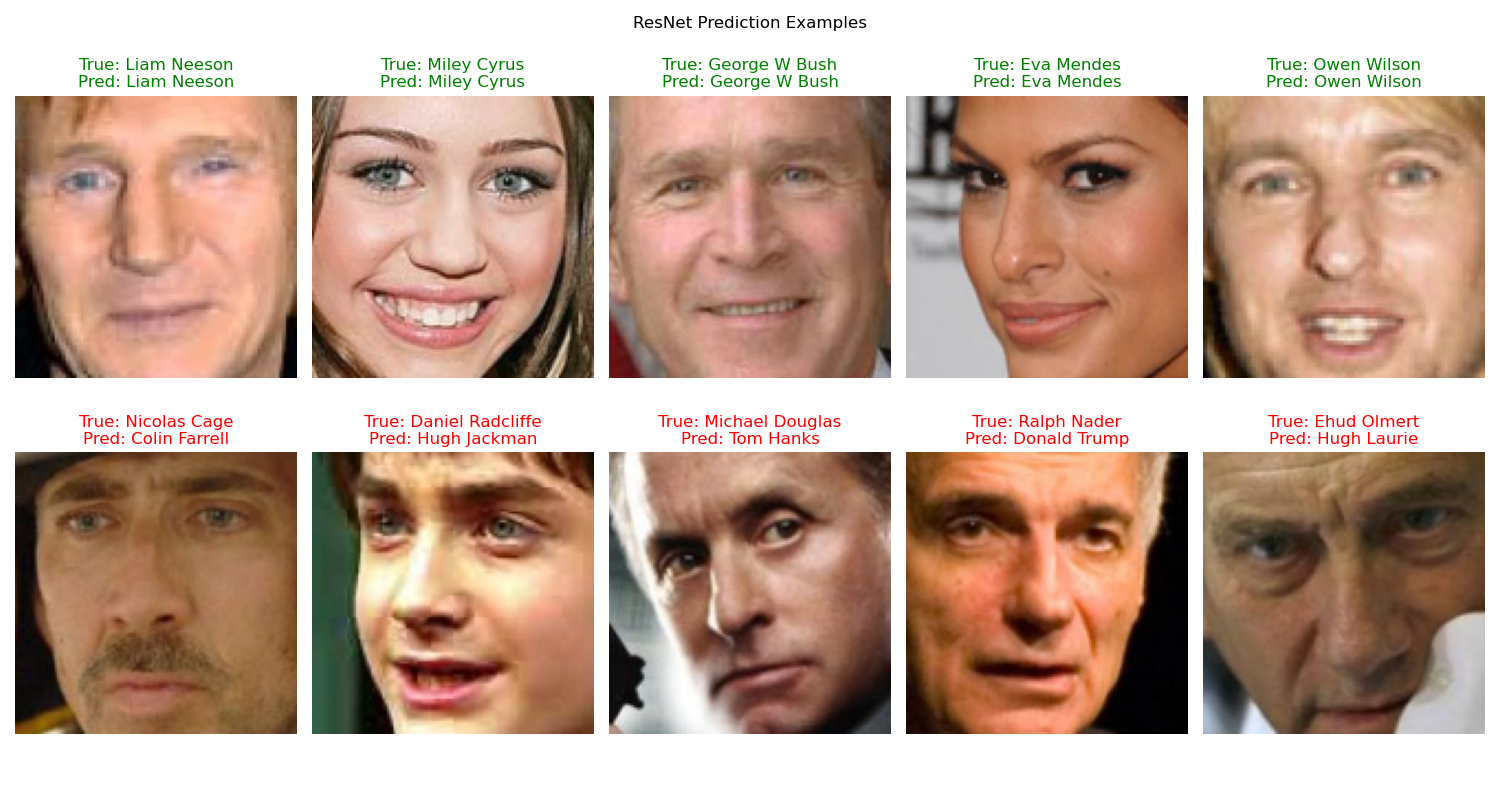 ResNet Prediction Examples
True: Liam Neeson
Pred: Liam Neeson
True: Miley Cyrus
Pred: Miley Cyrus
True: George W Bush
Pred: George W Bush
True: Eva Mendes
Pred: Eva Mendes
True: Owen Wilson
Pred: Owen Wilson
True: Nicolas Cage
Pred: Colin Farrell
True: Daniel Radcliffe
Pred: Hugh Jackman
True: Michael Douglas
Pred: Tom Hanks
True: Ralph Nader
Pred: Donald Trump
True: Ehud Olmert
Pred: Hugh Laurie